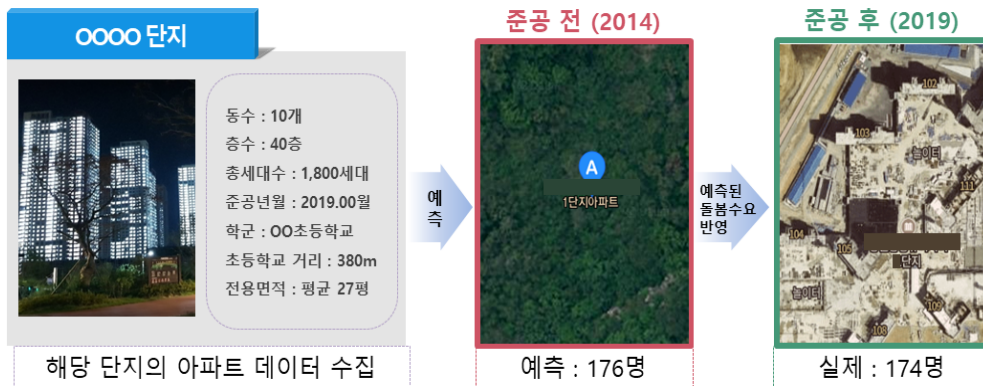 OOOO 단지
동수 : 10개
층수 : 40층
총세대수 : 1,800세대
준공년월 : 2019.00월
학군 : OO초등학교
초등학교 거리 : 380m
전용면적 : 평균 27평
해당 단지의 아파트 데이터 수집
예
측
준공 전 (2014)
A
1단지아파트
예측 : 176명
예측된
돌봄수요
반영
준공 후 (2019)
102
103
놀이터
111
104
105
단지
놀이터
109
108
실제 : 174명